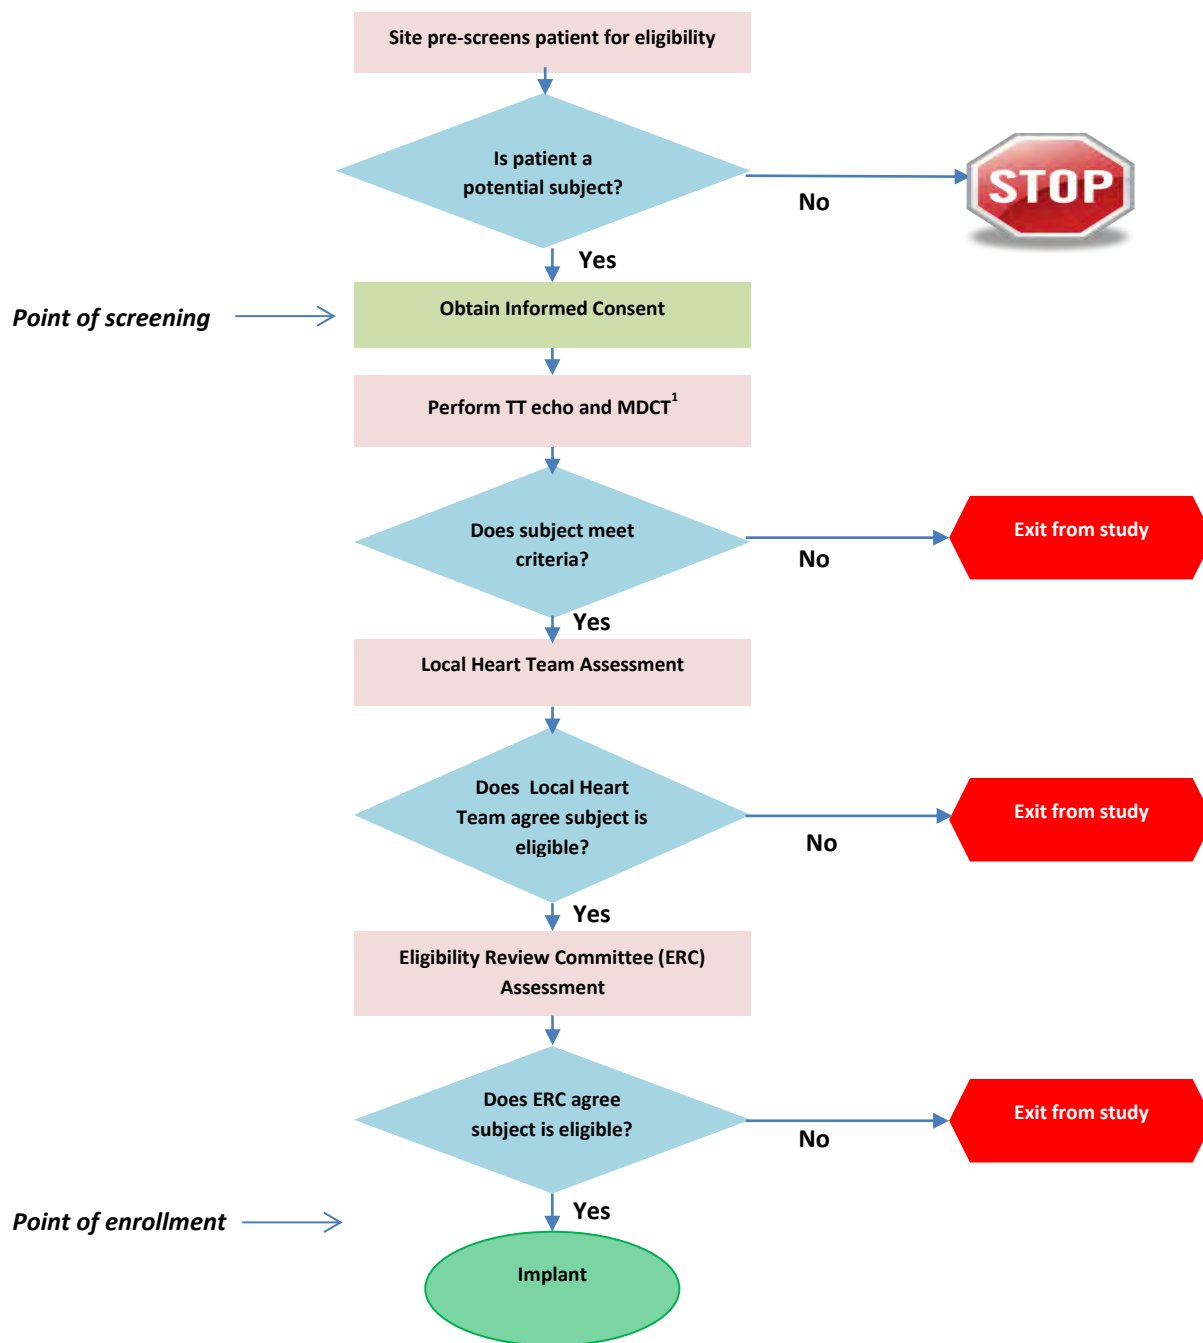 Site pre-screens patient for eligibility
Is patient a
potential subject?
No
STOP
Yes
Point of screening
Obtain Informed Consent
Perform TT echo and MDCT1
Does subject meet
criteria?
No
Exit from study
Yes
Local Heart Team Assessment
Does Local Heart
Team agree subject is
eligible?
No
Exit from study
Yes
Eligibility Review Committee (ERC)
Assessment
Does ERC agree
subject is eligible?
No
Exit from study
Yes
Point of enrollment
Implant